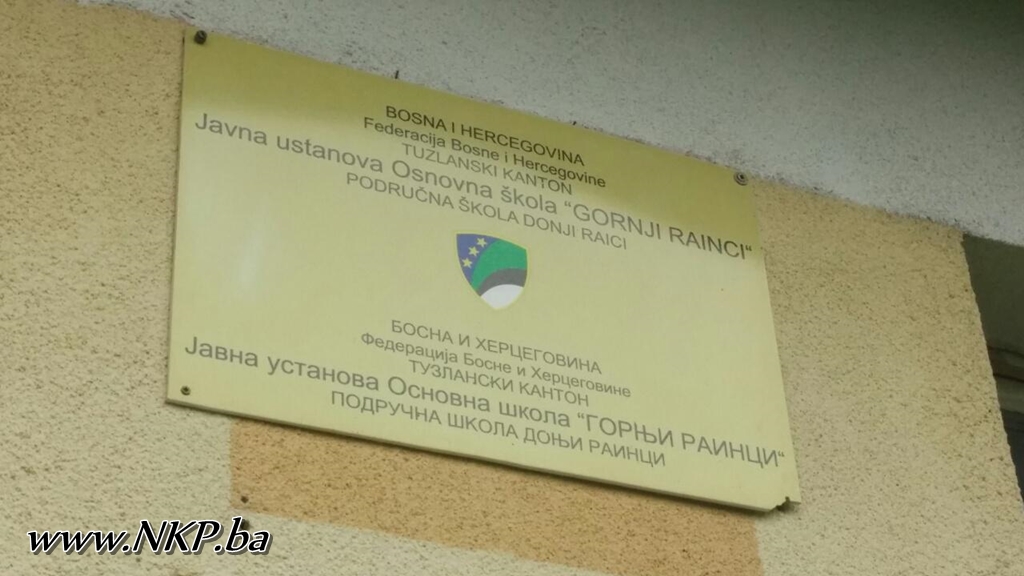 BOSNA I HERCEGOVINA
Federacija Bosne i Hercegovine
TUZLANSKI KANTON
Javna ustanova Osnovna škola “GORNJI RAINCI“
PODRUČNA ŠKOLA DONJI RAICI
БОСНА И ХЕРЦЕГОВИНА
Федерација Босне и Херцеговине
ТУЗЛАНСКИ КАНТОН
Јавна установа Основна школа “ГОРЊИ РАИНЦИ“
ПОДРУЧНА ШКОЛА ДОЊИ РАИНЦИ
www.NKP.ba